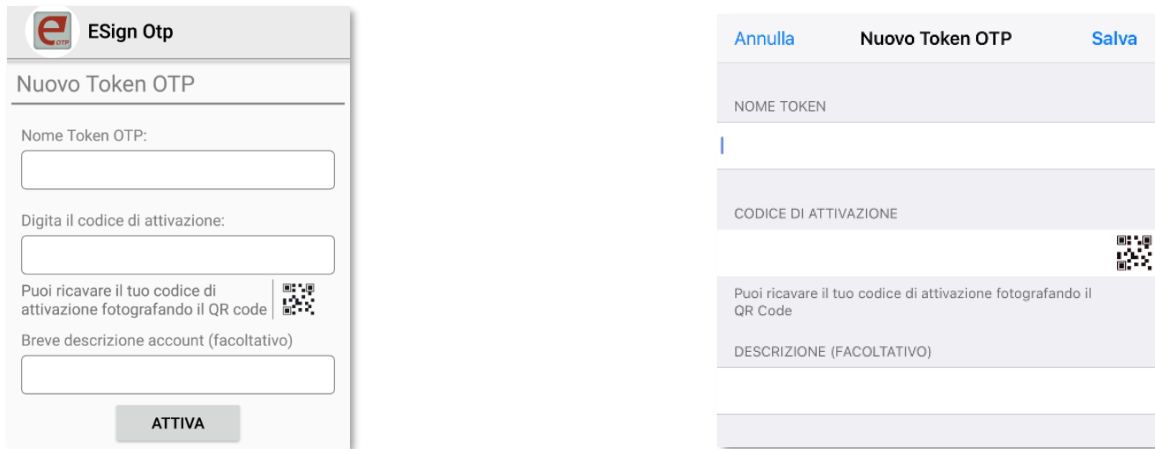 e OTP
ESign Otp
Nuovo Token OTP
Nome Token OTP:
Digita il codice di attivazione:
Puoi ricavare il tuo codice di
attivazione fotografando il QR code
Breve descrizione account (facoltativo)
ATTIVA
Annulla
Nuovo Token OTP
Salva
NOME TOKEN
CODICE DI ATTIVAZIONE
Puoi ricavare il tuo codice di attivazione fotografando il
QR Code
DESCRIZIONE (FACOLTATIVO)